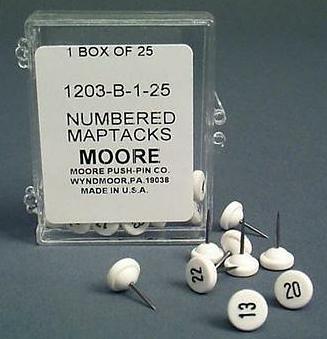 1 BOX OF 25
1203-B-1-25
NUMBERED
MAPTACKS
MOORE
MOORE PUSH-PIN CO.
WYNDMOOR,PA.19038
MADE IN U.S.A.
22
13
20